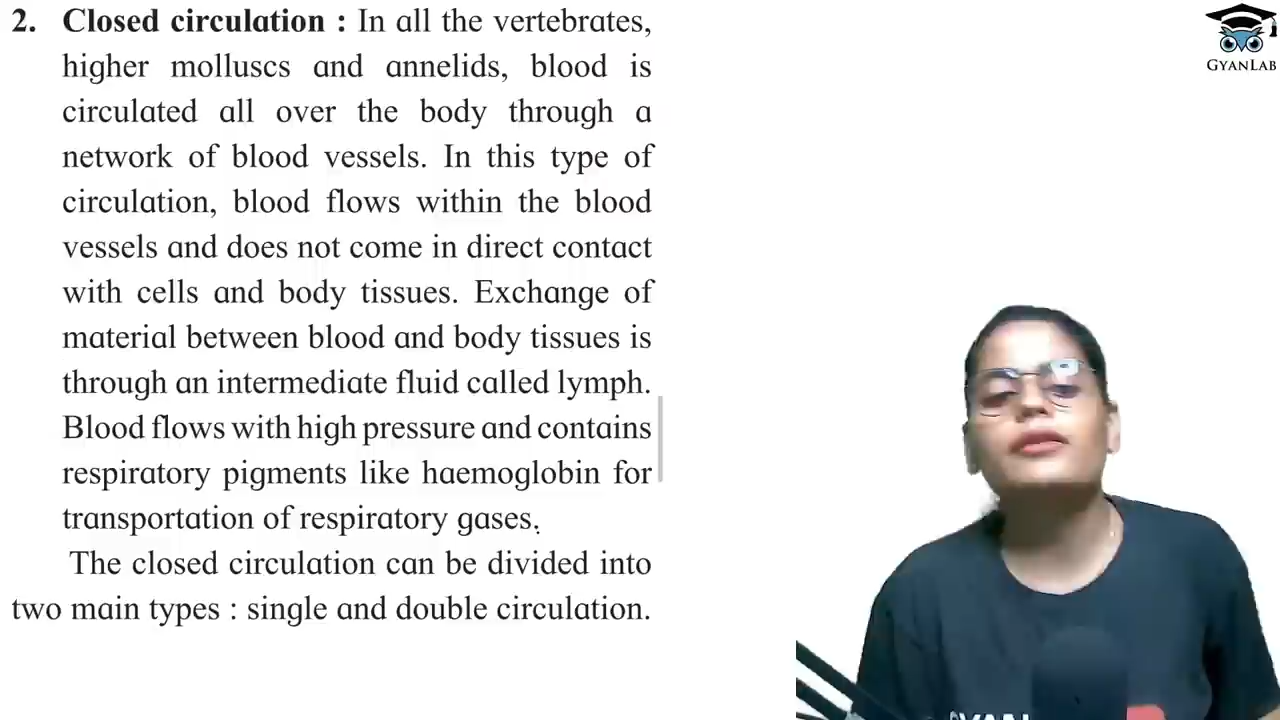 2. Closed circulation : In all the vertebrates,
higher molluscs and annelids, blood is
circulated all over the body through a
network of blood vessels. In this type of
circulation, blood flows within the blood
vessels and does not come in direct contact
with cells and body tissues. Exchange of
material between blood and body tissues is
through an intermediate fluid called lymph.
Blood flows with high pressure and contains
respiratory pigments like haemoglobin for
transportation of respiratory gases.
The closed circulation can be divided into
two main types : single and double circulation.
GYANLAB